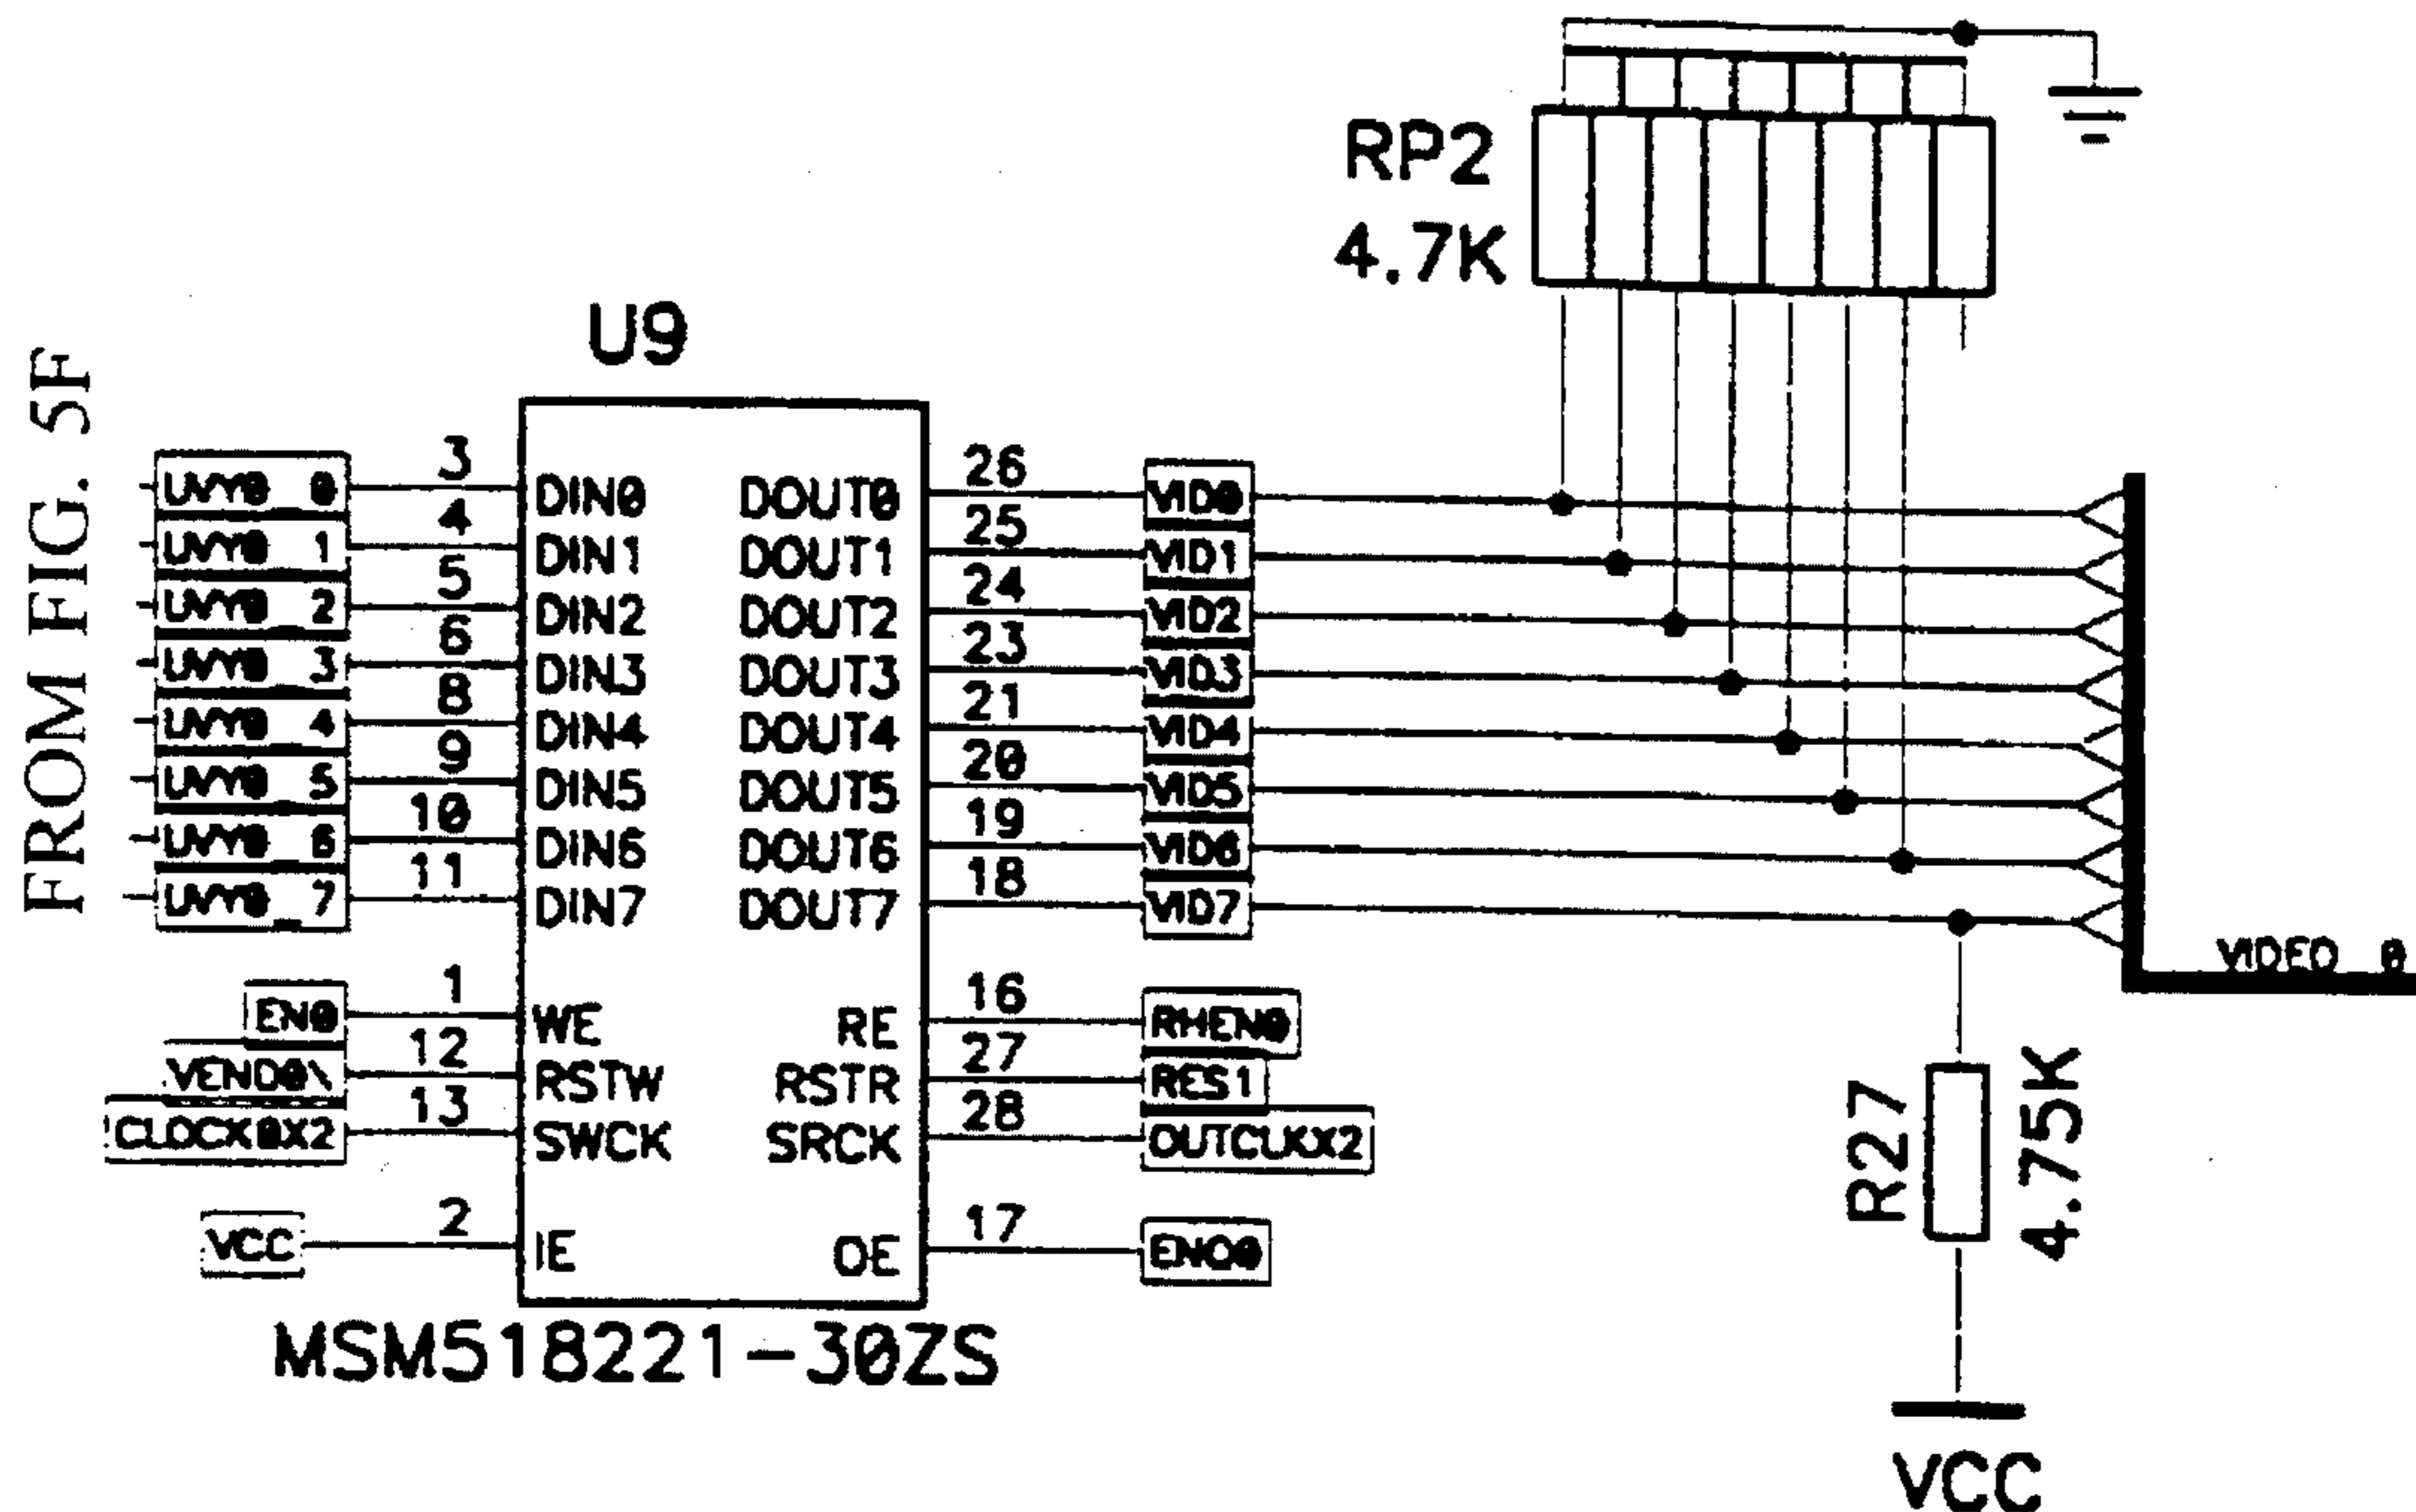 RP2
4.7K
U9
FROM FIG. 5F
UVY0_0 3 DIN0 DOUT0 26 VID0
UVY0_1 4 DIN1 DOUT1 25 VID1
UVY0_2 5 DIN2 DOUT2 24 VID2
UVY0_3 6 DIN3 DOUT3 23 VID3
UVY0_4 8 DIN4 DOUT4 21 VID4
UVY0_5 9 DIN5 DOUT5 20 VID5
UVY0_6 10 DIN6 DOUT6 19 VID6
UVY0_7 11 DIN7 DOUT7 18 VID7
VIDEO_0
EN0 1 WE RE 16 RHEN0
VEND0\ 12 RSTW RSTR 27 RES1
CLOCK0X2 13 SWCK SRCK 28 OUTCLKX2
VCC 2 IE OE 17 ENO0
R27
4.75K
MSM518221-30ZS
VCC